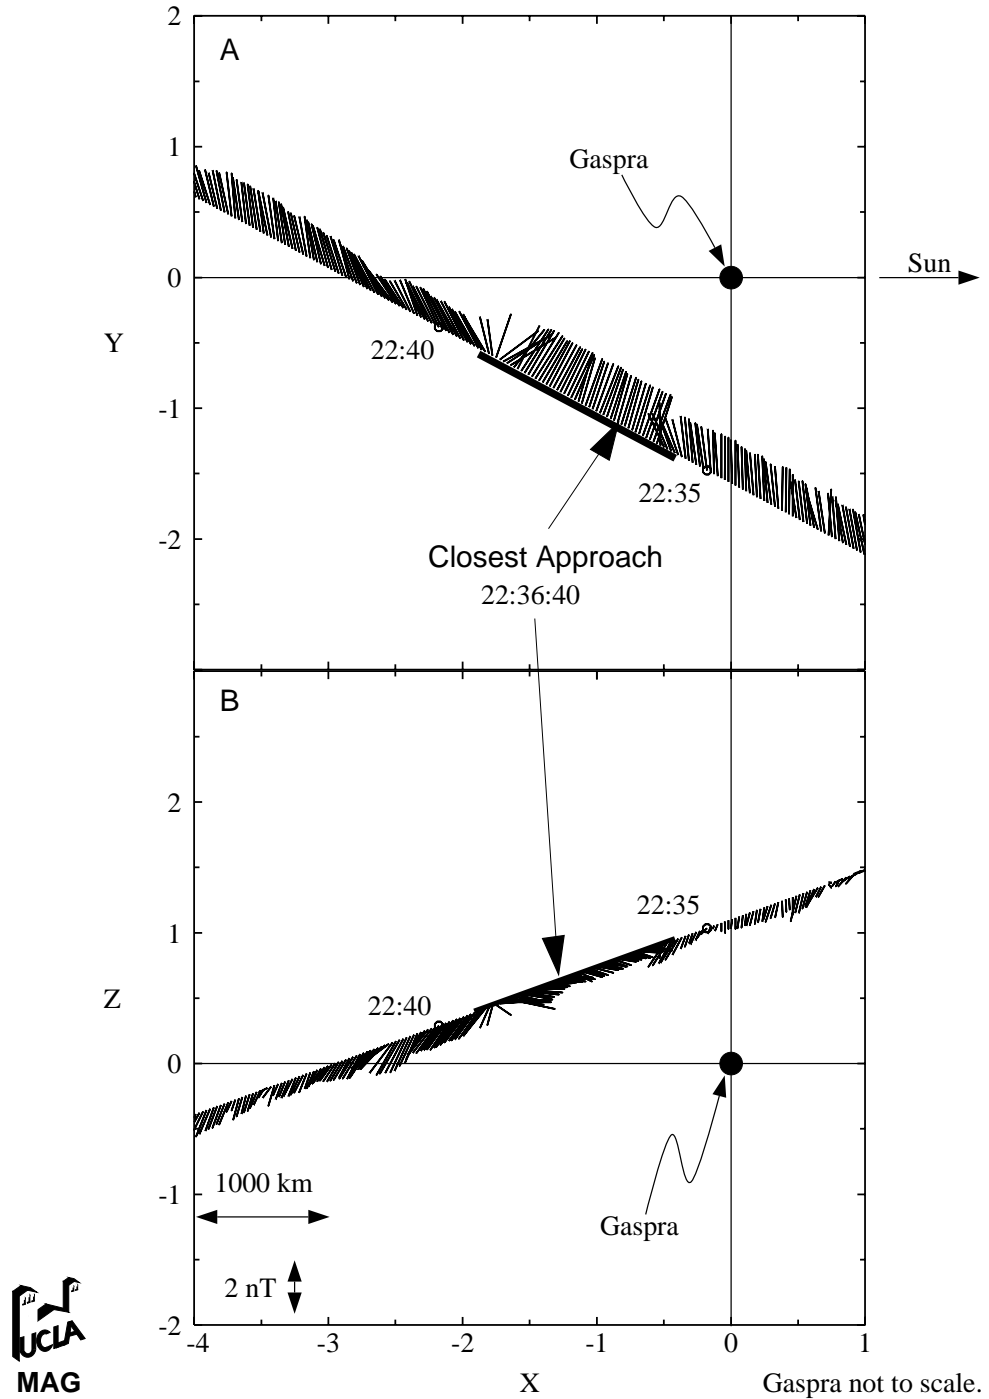 2
A
1
Gaspra
0
Sun
Y
22:40
-1
22:35
-2
Closest Approach
22:36:40
B
2
22:35
1
Z
22:40
0
1000 km
-1
Gaspra
2 nT
-2
-4 -3 -2 -1 0 1
X
UCLA
MAG
Gaspra not to scale.